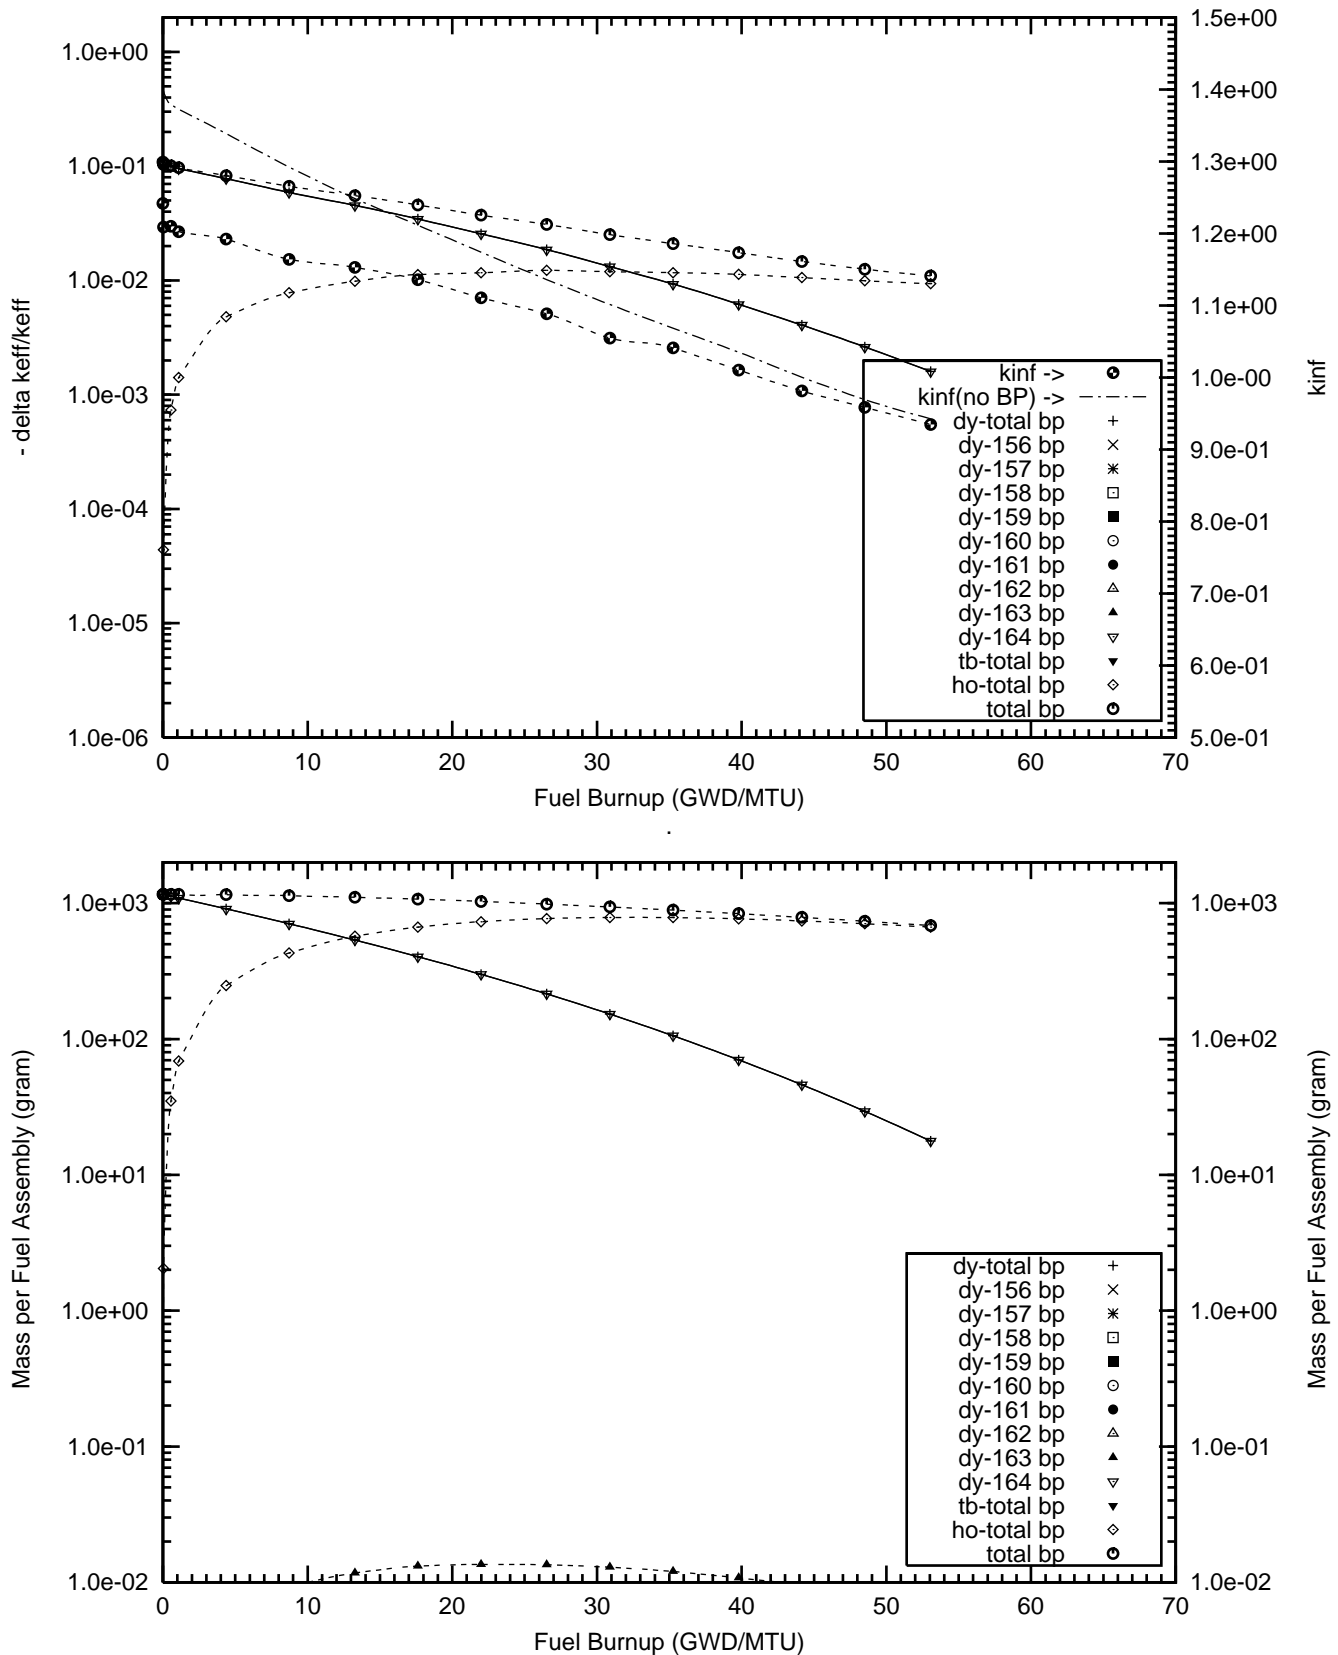 1.0e+00
1.0e-01
1.0e-02
1.0e-03
1.0e-04
1.0e-05
1.0e-06
- delta keff/keff
1.5e+00
1.4e+00
1.3e+00
1.2e+00
1.1e+00
1.0e-00
9.0e-01
8.0e-01
7.0e-01
6.0e-01
5.0e-01
kinf
kinf ->
kinf(no BP) ->
dy-total bp
dy-156 bp
dy-157 bp
dy-158 bp
dy-159 bp
dy-160 bp
dy-161 bp
dy-162 bp
dy-163 bp
dy-164 bp
tb-total bp
ho-total bp
total bp
0 10 20 30 40 50 60 70
Fuel Burnup (GWD/MTU)
.
1.0e+03
1.0e+02
1.0e+01
1.0e+00
1.0e-01
1.0e-02
Mass per Fuel Assembly (gram)
1.0e+03
1.0e+02
1.0e+01
1.0e+00
1.0e-01
1.0e-02
Mass per Fuel Assembly (gram)
dy-total bp
dy-156 bp
dy-157 bp
dy-158 bp
dy-159 bp
dy-160 bp
dy-161 bp
dy-162 bp
dy-163 bp
dy-164 bp
tb-total bp
ho-total bp
total bp
0 10 20 30 40 50 60 70
Fuel Burnup (GWD/MTU)